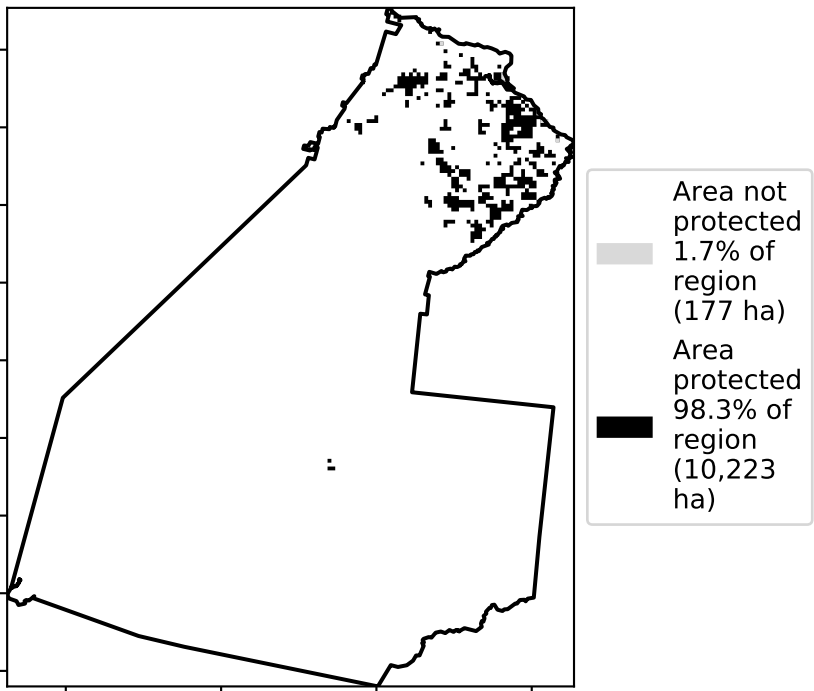 Area not
protected
1.7% of
region
(177 ha)
Area
protected
98.3% of
region
(10,223
ha)